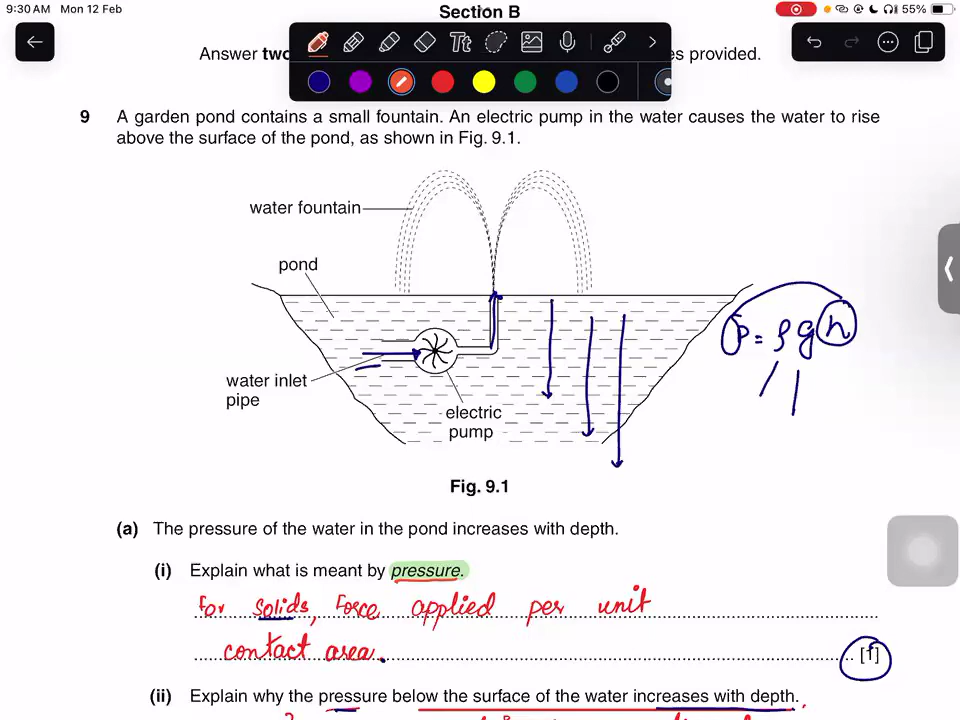 9:30 AM Mon 12 Feb
55%
Section B
Answer two
es provided.
Tt
9 A garden pond contains a small fountain. An electric pump in the water causes the water to rise
above the surface of the pond, as shown in Fig. 9.1.
water fountain
pond
P = ρ g h
water inlet
pipe
electric
pump
Fig. 9.1
(a) The pressure of the water in the pond increases with depth.
(i) Explain what is meant by pressure.
For solids, Force applied per unit
contact area.
[1]
(ii) Explain why the pressure below the surface of the water increases with depth.